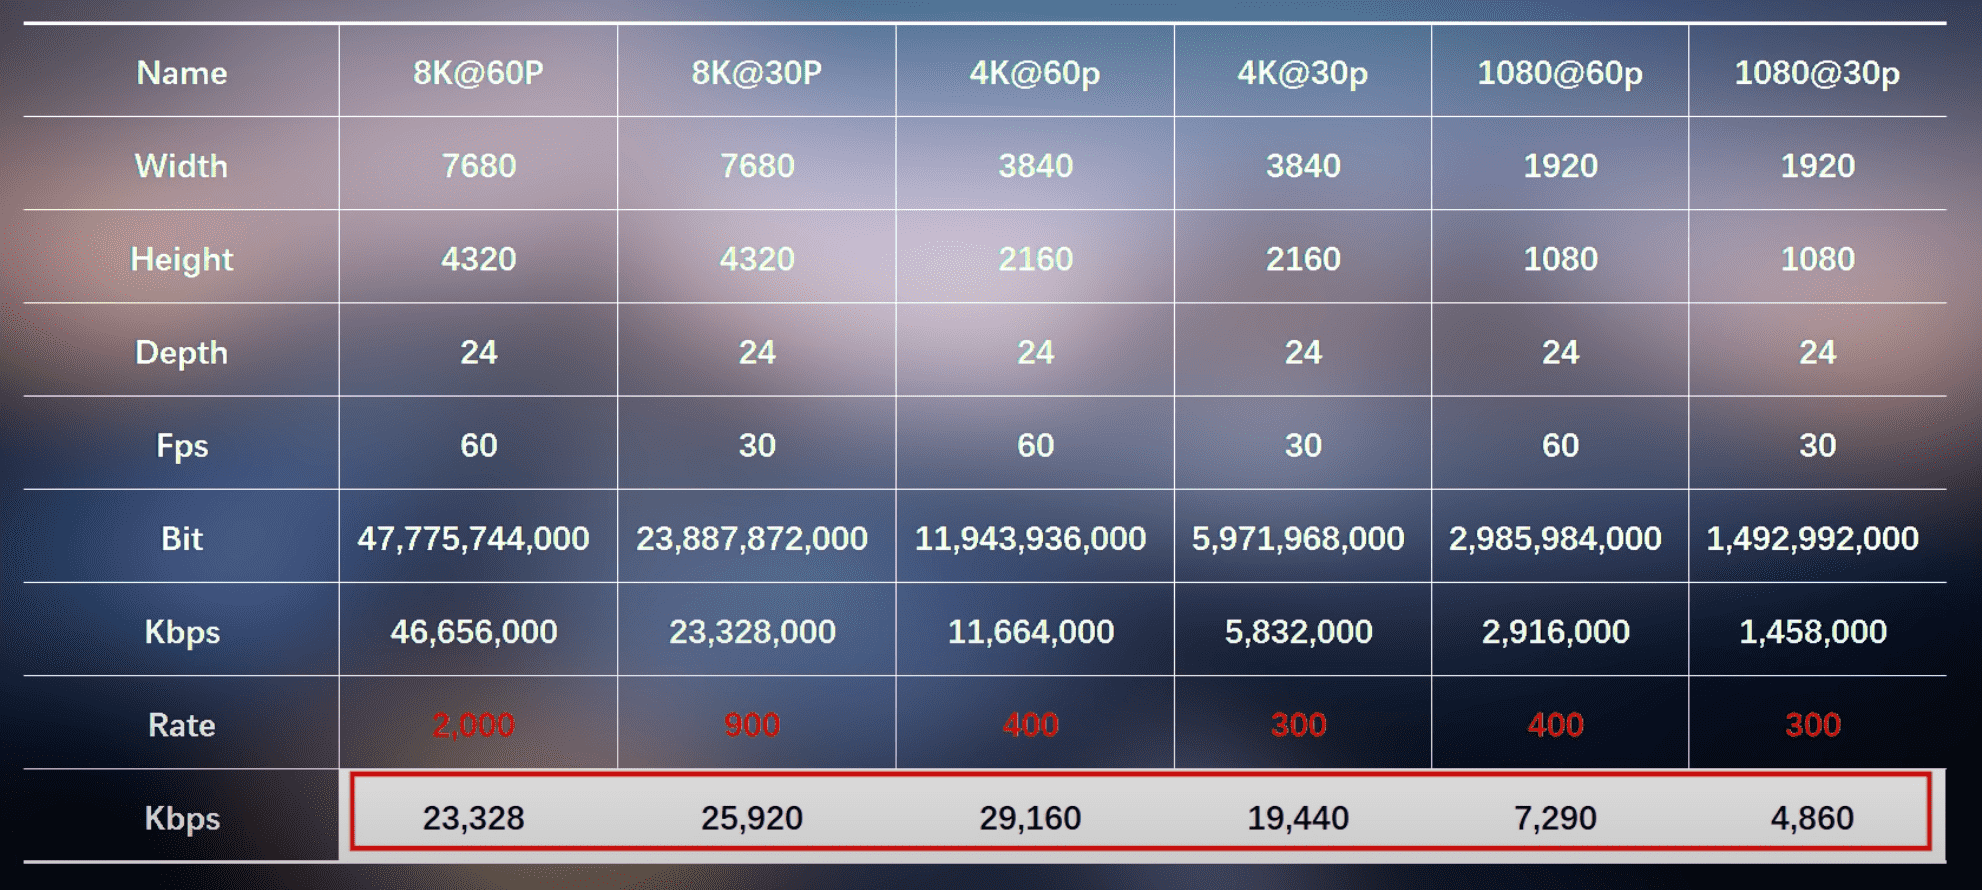 Name 8K@60P 8K@30P 4K@60p 4K@30p 1080@60p 1080@30p
Width 7680 7680 3840 3840 1920 1920
Height 4320 4320 2160 2160 1080 1080
Depth 24 24 24 24 24 24
Fps 60 30 60 30 60 30
Bit 47,775,744,000 23,887,872,000 11,943,936,000 5,971,968,000 2,985,984,000 1,492,992,000
Kbps 46,656,000 23,328,000 11,664,000 5,832,000 2,916,000 1,458,000
Rate 2,000 900 400 300 400 300
Kbps 23,328 25,920 29,160 19,440 7,290 4,860